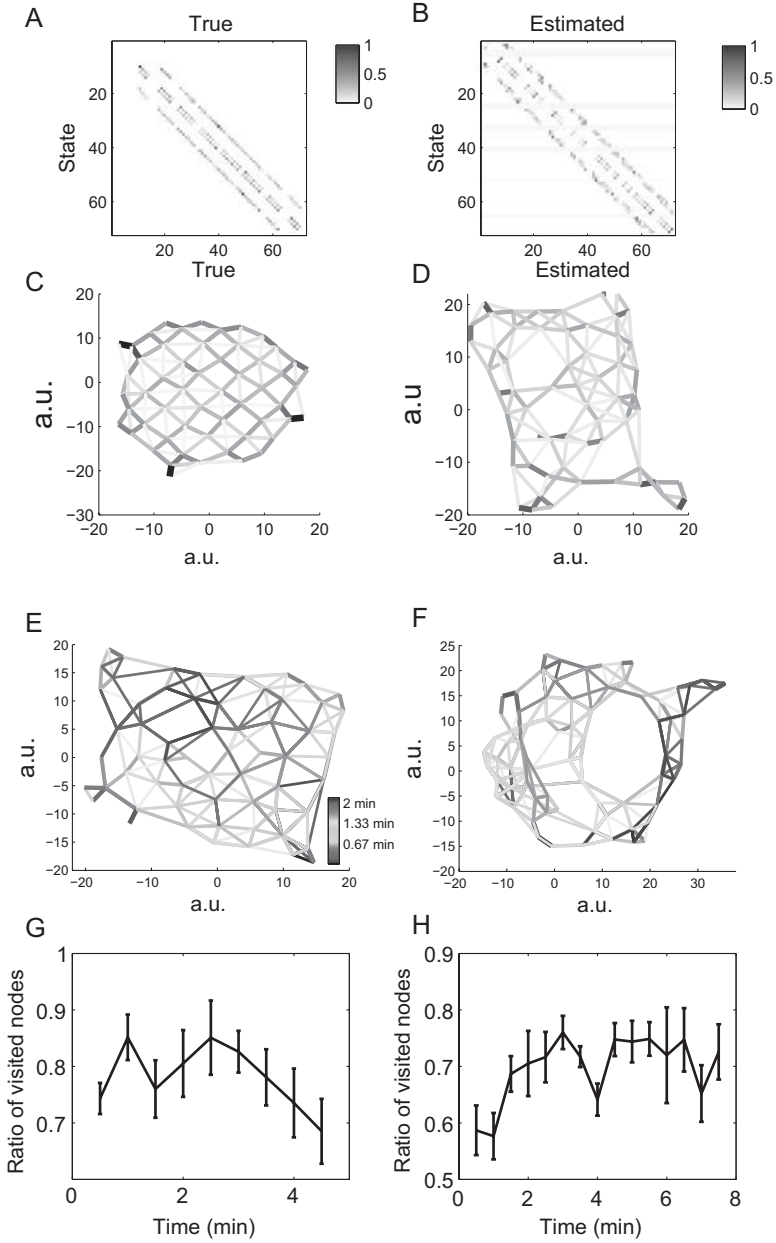 A
True
1
0.5
0
20
40
60
State
20
40
60
B
Estimated
1
0.5
0
20
40
60
State
20
40
60
C
True
20
10
0
−10
−20
−30
a.u.
−20
−10
0
10
20
a.u.
D
Estimated
20
10
0
−10
−20
a.u
−20
−10
0
10
20
a.u.
E
20
15
10
5
0
−5
−10
−15
−20
a.u.
2 min
1.33 min
0.67 min
−20
−10
0
10
20
a.u.
F
25
20
15
10
5
0
−5
−10
−15
−20
a.u.
−20
−10
0
10
20
30
a.u.
G
1
0.9
0.8
0.7
Ratio of visited nodes
0
2
4
Time (min)
H
0.9
0.8
0.7
0.6
0.5
Ratio of visited nodes
0
2
4
6
8
Time (min)